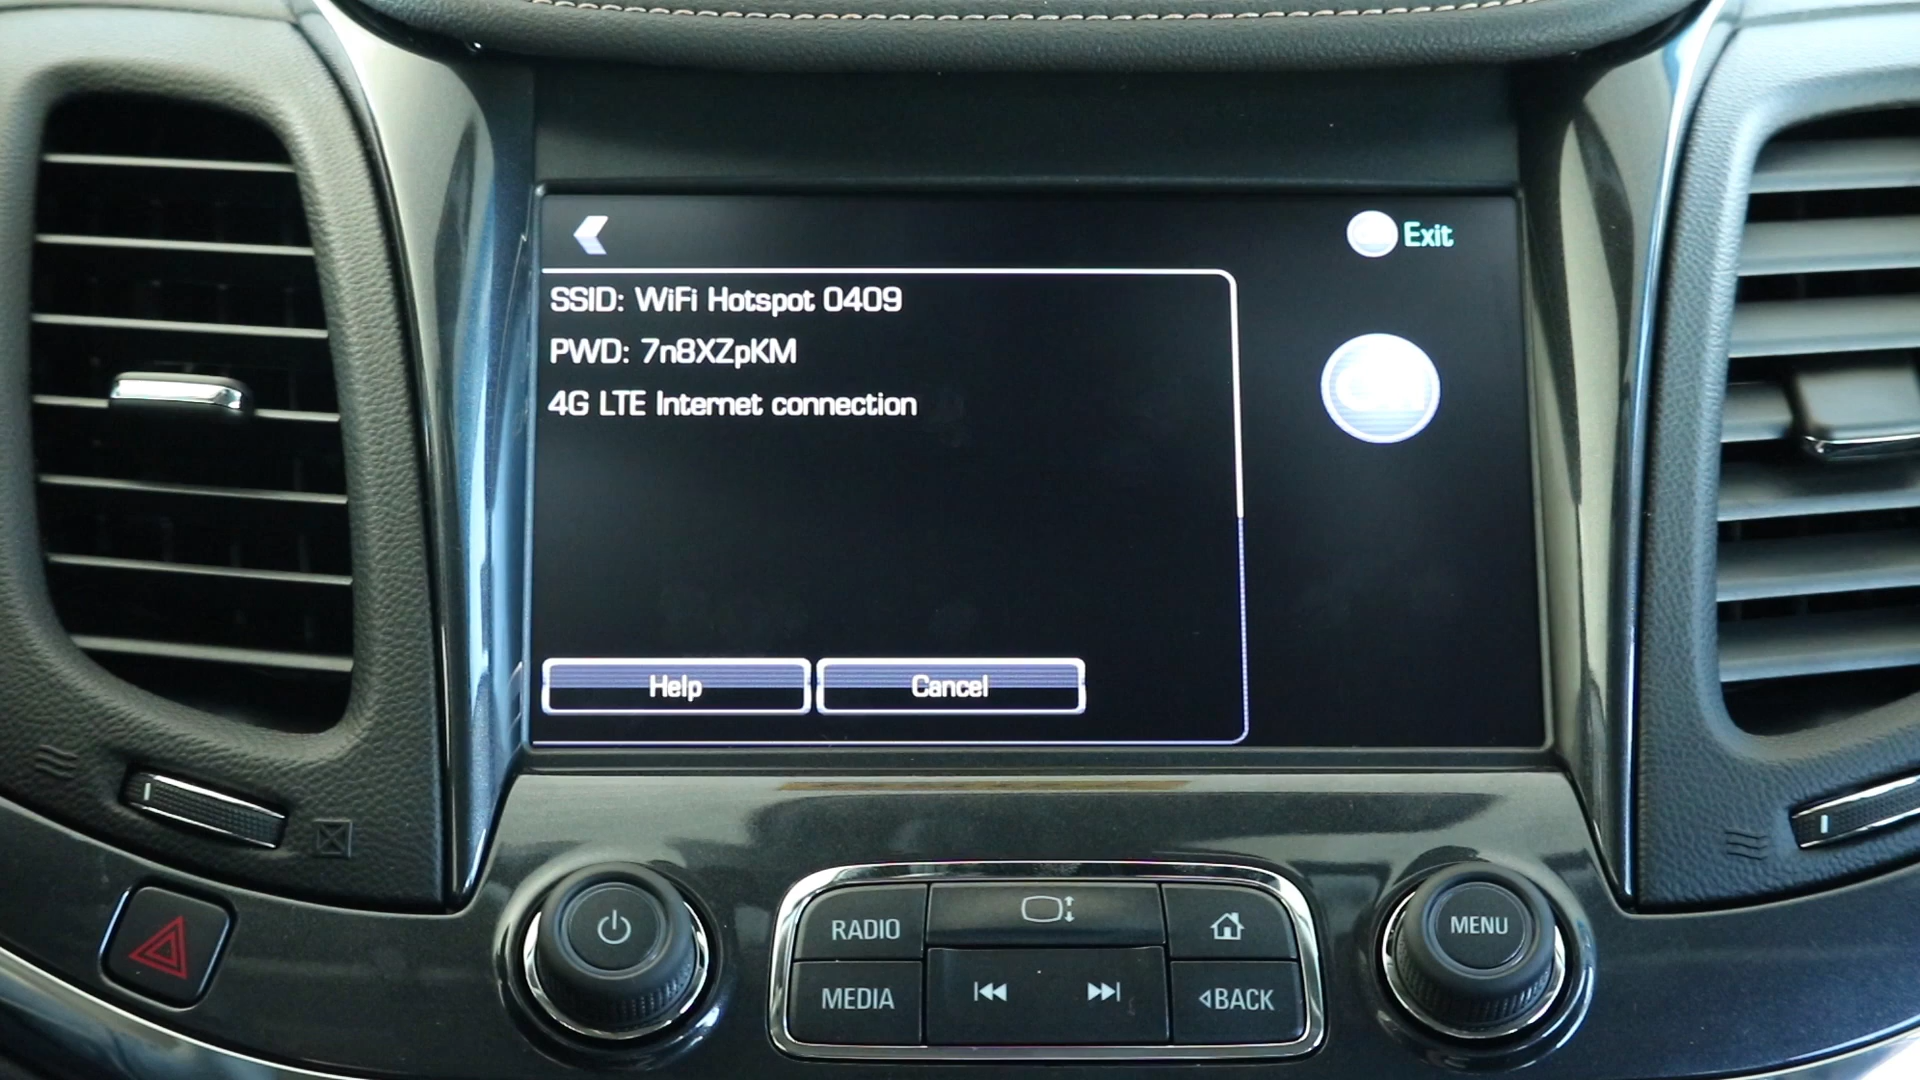 Exit
SSID: WiFi Hotspot 0409
PWD: 7n8XZpKM
4G LTE Internet connection
Help Cancel
RADIO
MENU
MEDIA
BACK